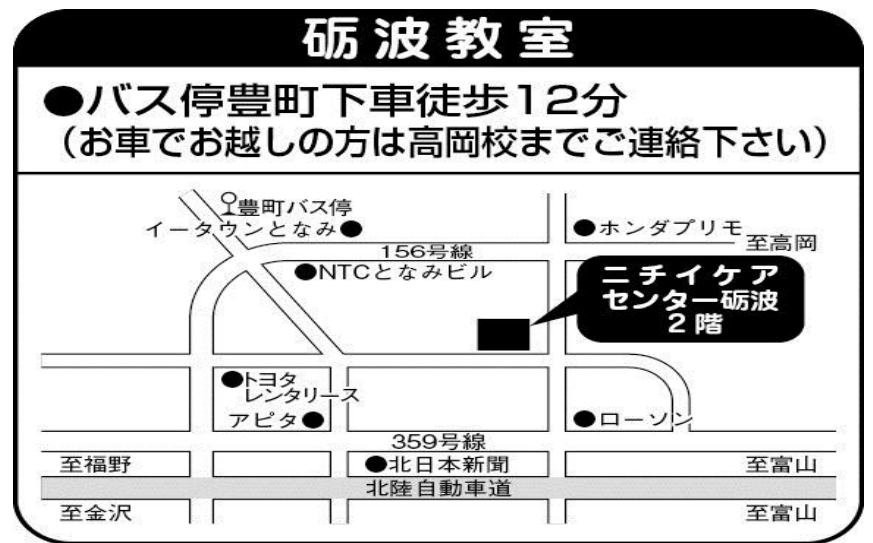 砺波教室
●バス停豊町下車徒歩12分
(お車でお越しの方は高岡校までご連絡下さい)
豊町バス停
イータウンとなみ
ホンダプリモ
至高岡
156号線
NTCとなみビル
ニチイケア
センター砺波
2階
トヨタ
レンタリース
アピタ
ローソン
359号線
至福野
北日本新聞
至富山
北陸自動車道
至金沢
至富山